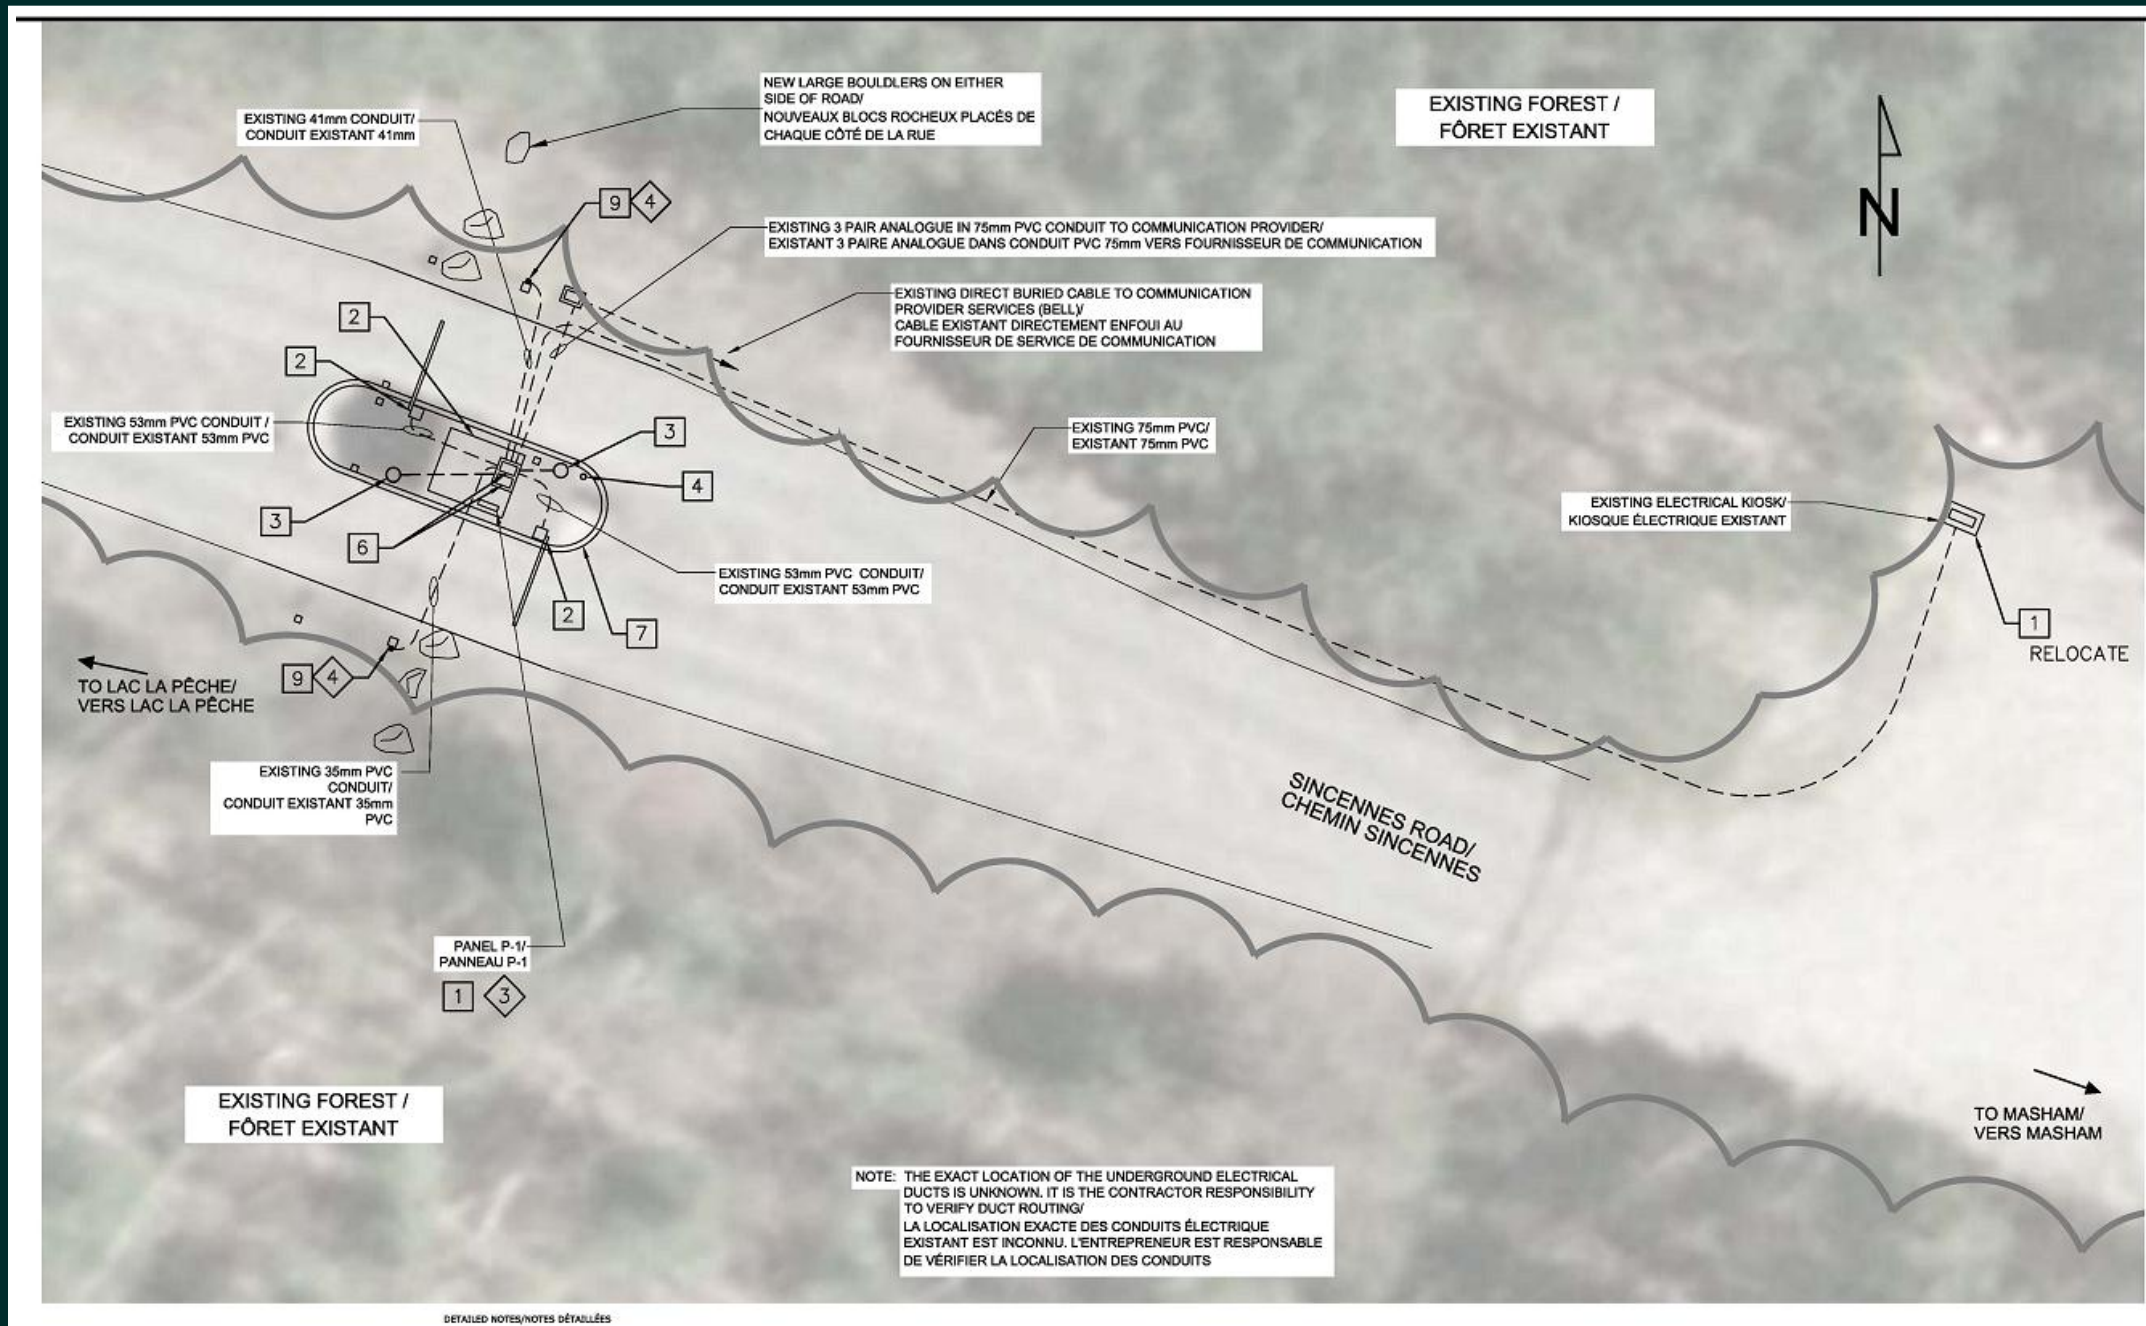 NEW LARGE BOULDLERS ON EITHER
SIDE OF ROAD/
NOUVEAUX BLOCS ROCHEUX PLACÉS DE
CHAQUE CÔTÉ DE LA RUE
EXISTING FOREST /
FÔRET EXISTANT
EXISTING 41mm CONDUIT/
CONDUIT EXISTANT 41mm
N
9 4
EXISTING 3 PAIR ANALOGUE IN 75mm PVC CONDUIT TO COMMUNICATION PROVIDER/
EXISTANT 3 PAIRE ANALOGUE DANS CONDUIT PVC 75mm VERS FOURNISSEUR DE COMMUNICATION
EXISTING DIRECT BURIED CABLE TO COMMUNICATION
PROVIDER SERVICES (BELL)/
CABLE EXISTANT DIRECTEMENT ENFOUI AU
FOURNISSEUR DE SERVICE DE COMMUNICATION
2
2
EXISTING 53mm PVC CONDUIT /
CONDUIT EXISTANT 53mm PVC
3
EXISTING 75mm PVC/
EXISTANT 75mm PVC
4
3
6
EXISTING ELECTRICAL KIOSK/
KIOSQUE ÉLECTRIQUE EXISTANT
EXISTING 53mm PVC CONDUIT/
CONDUIT EXISTANT 53mm PVC
2
7
1
RELOCATE
9 4
TO LAC LA PÊCHE/
VERS LAC LA PÊCHE
EXISTING 35mm PVC
CONDUIT/
CONDUIT EXISTANT 35mm
PVC
SINCENNES ROAD/
CHEMIN SINCENNES
PANEL P-1/
PANNEAU P-1
1 3
EXISTING FOREST /
FÔRET EXISTANT
TO MASHAM/
VERS MASHAM
NOTE: THE EXACT LOCATION OF THE UNDERGROUND ELECTRICAL
DUCTS IS UNKNOWN. IT IS THE CONTRACTOR RESPONSIBILITY
TO VERIFY DUCT ROUTING/
LA LOCALISATION EXACTE DES CONDUITS ÉLECTRIQUE
EXISTANT EST INCONNU. L'ENTREPRENEUR EST RESPONSABLE
DE VÉRIFIER LA LOCALISATION DES CONDUITS
DETAILED NOTES/NOTES DÉTAILLÉES